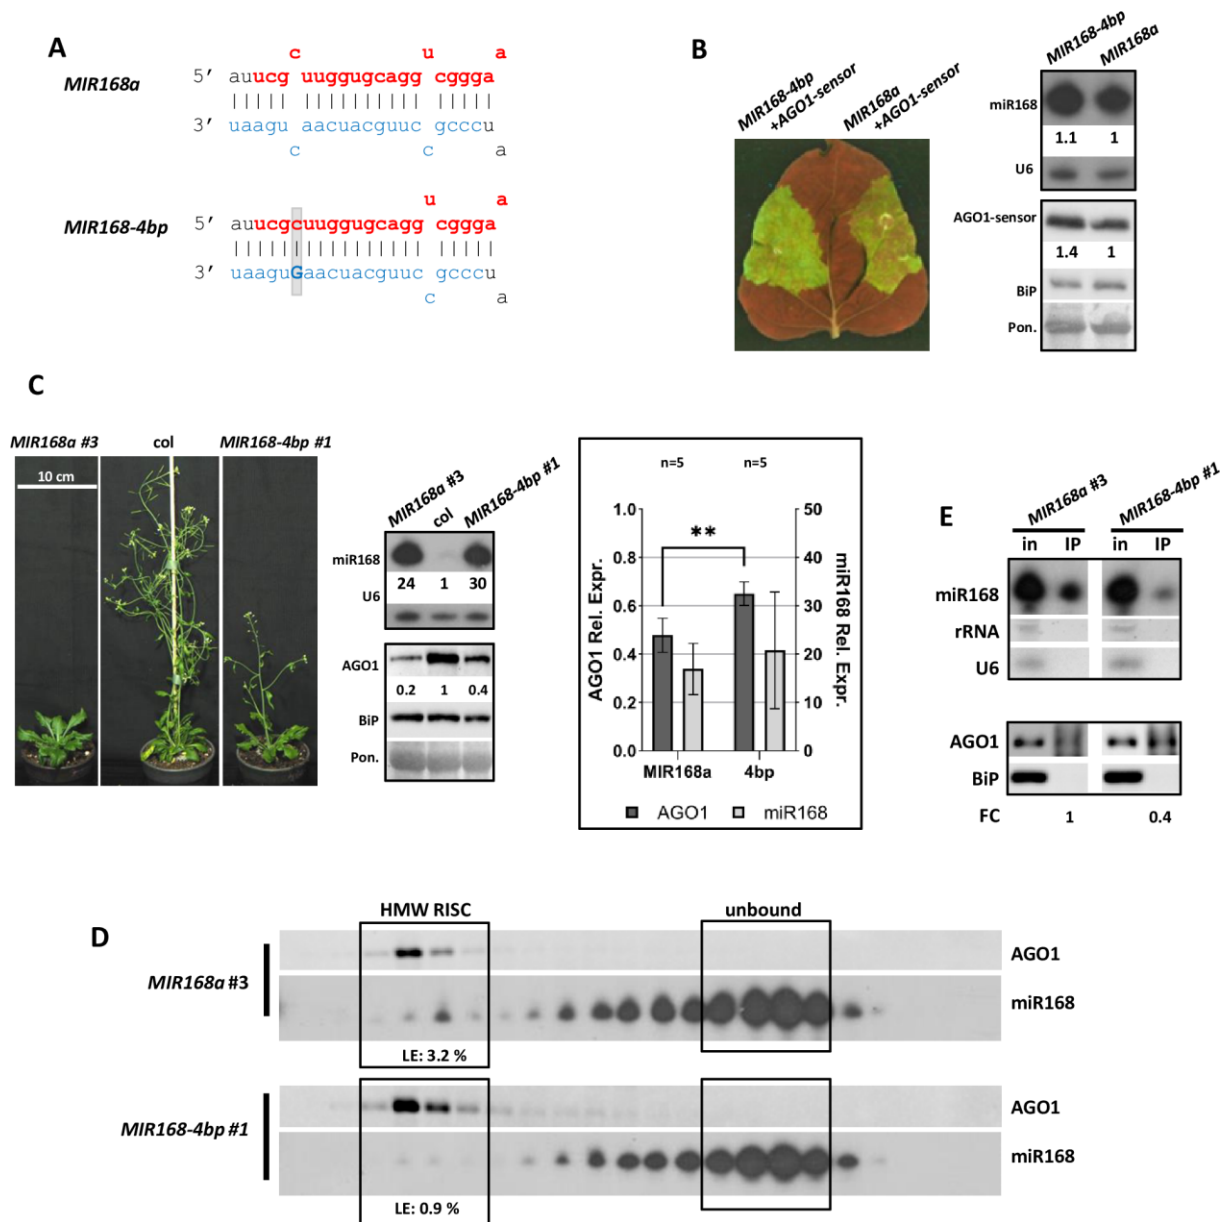 A
MIR168a
c u a
5' auucg uuggugcagg cggga
3' uaagu aacuacguuc gcccu
c c a
MIR168-4bp
u a
5' auucgcuuggugcagg cggga
3' uaaguGaacuacguuc gcccu
c a
B
MIR168-4bp
+AGO1-sensor
MIR168a
+AGO1-sensor
MIR168-4bp
MIR168a
miR168
1.1 1
U6
AGO1-sensor
1.4 1
BiP
Pon.
C
MIR168a #3 col MIR168-4bp #1
10 cm
MIR168a #3
col
MIR168-4bp #1
miR168
24 1 30
U6
AGO1
0.2 1 0.4
BiP
Pon.
n=5 n=5
AGO1 Rel. Expr.
1.0
0.8
0.6
0.4
0.2
0.0
**
50
40
30
20
10
0
miR168 Rel. Expr.
MIR168a 4bp
AGO1 miR168
E
MIR168a #3
MIR168-4bp #1
in IP in IP
miR168
rRNA
U6
AGO1
BiP
FC 1 0.4
D
HMW RISC unbound
MIR168a #3
AGO1
miR168
LE: 3.2 %
MIR168-4bp #1
AGO1
miR168
LE: 0.9 %